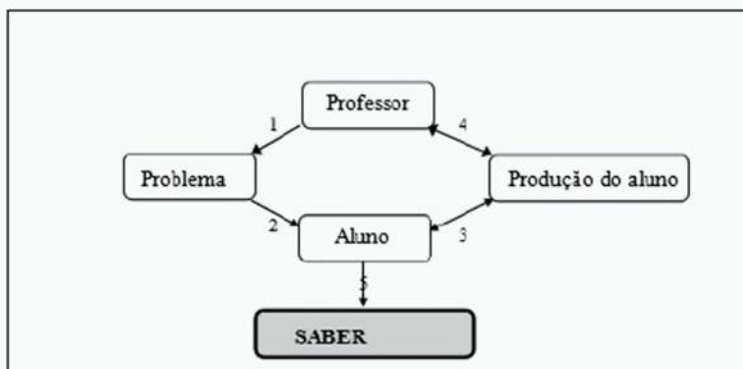 Professor
1
4
Problema
Produção do aluno
2
Aluno
3
5
SABER